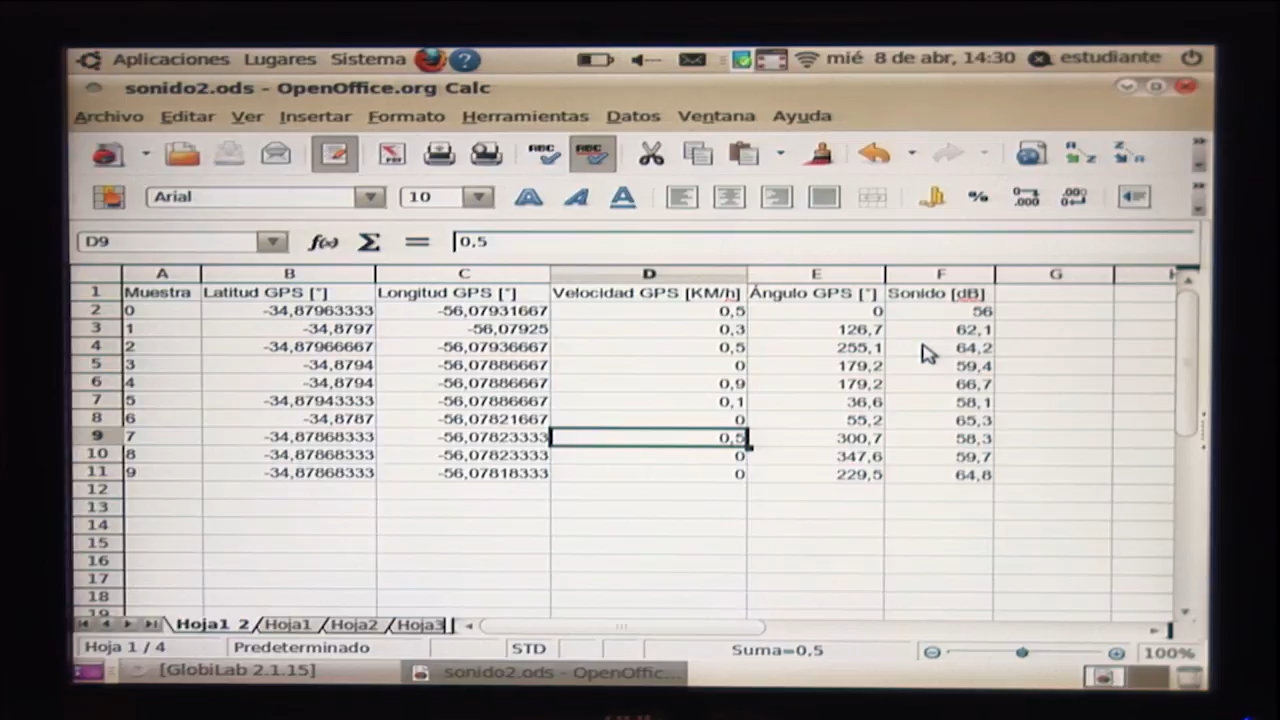 Aplicaciones Lugares Sistema mié 8 de abr, 14:30 estudiante
sonido2.ods - OpenOffice.org Calc
Archivo Editar Ver Insertar Formato Herramientas Datos Ventana Ayuda
Arial 10
D9 f(x) Σ = 0,5
A B C D E F G H
1 Muestra Latitud GPS [°] Longitud GPS [°] Velocidad GPS [KM/h] Ángulo GPS [°] Sonido [dB]
2 0 -34,87963333 -56,07931667 0,5 0 56
3 1 -34,8797 -56,07925 0,3 126,7 62,1
4 2 -34,87966667 -56,07936667 0,5 255,1 64,2
5 3 -34,8794 -56,07886667 0 179,2 59,4
6 4 -34,8794 -56,07886667 0,9 179,2 66,7
7 5 -34,87943333 -56,07886667 0,1 36,6 58,1
8 6 -34,8787 -56,07821667 0 55,2 65,3
9 7 -34,87868333 -56,07823333 0,5 300,7 58,3
10 8 -34,87868333 -56,07823333 0 347,6 59,7
11 9 -34,87868333 -56,07818333 0 229,5 64,8
12
13
14
15
16
17
18
19
Hoja1_2 Hoja1 Hoja2 Hoja3
Hoja 1 / 4 Predeterminado STD Suma=0,5 100%
[GlobiLab 2.1.15] sonido2.ods - OpenOffic...